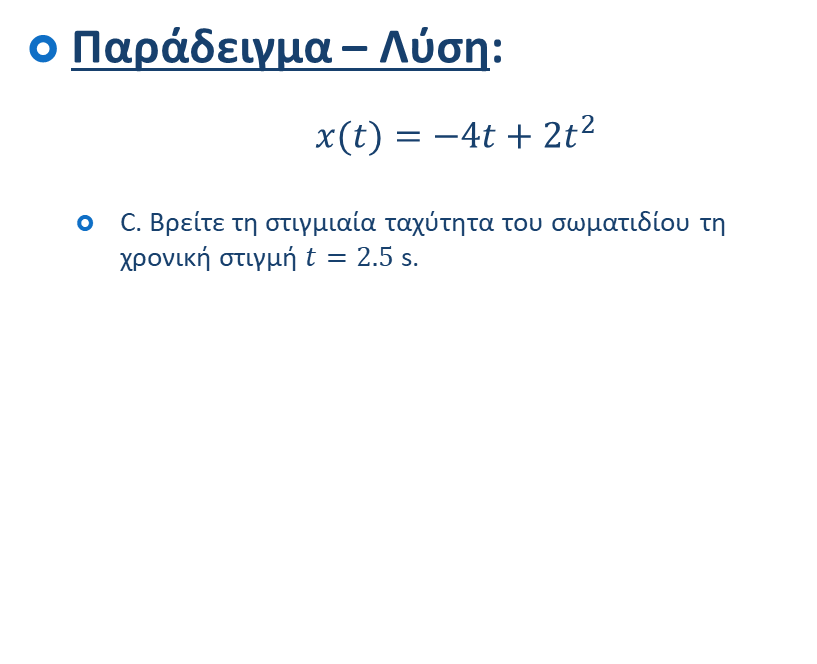 Παράδειγμα – Λύση:
x(t) = −4t + 2t²
C. Βρείτε τη στιγμιαία ταχύτητα του σωματιδίου τη
χρονική στιγμή t = 2.5 s.